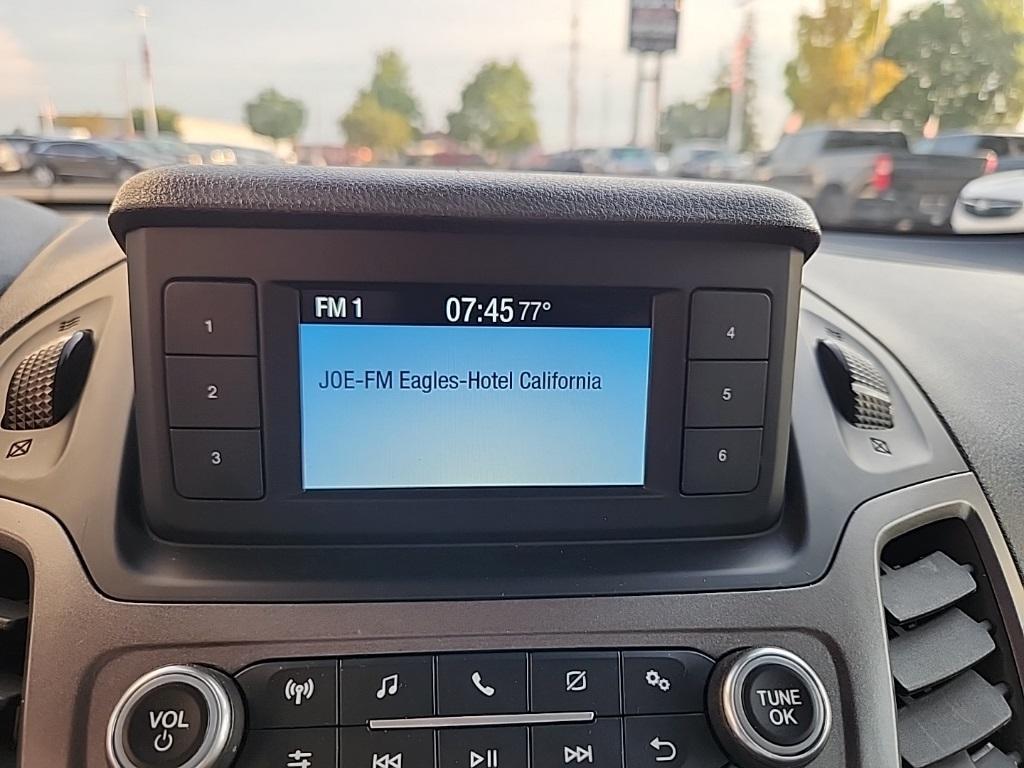 FM 1 07:45 77°
JOE-FM Eagles-Hotel California
1
2
3
4
5
6
VOL
TUNE
OK